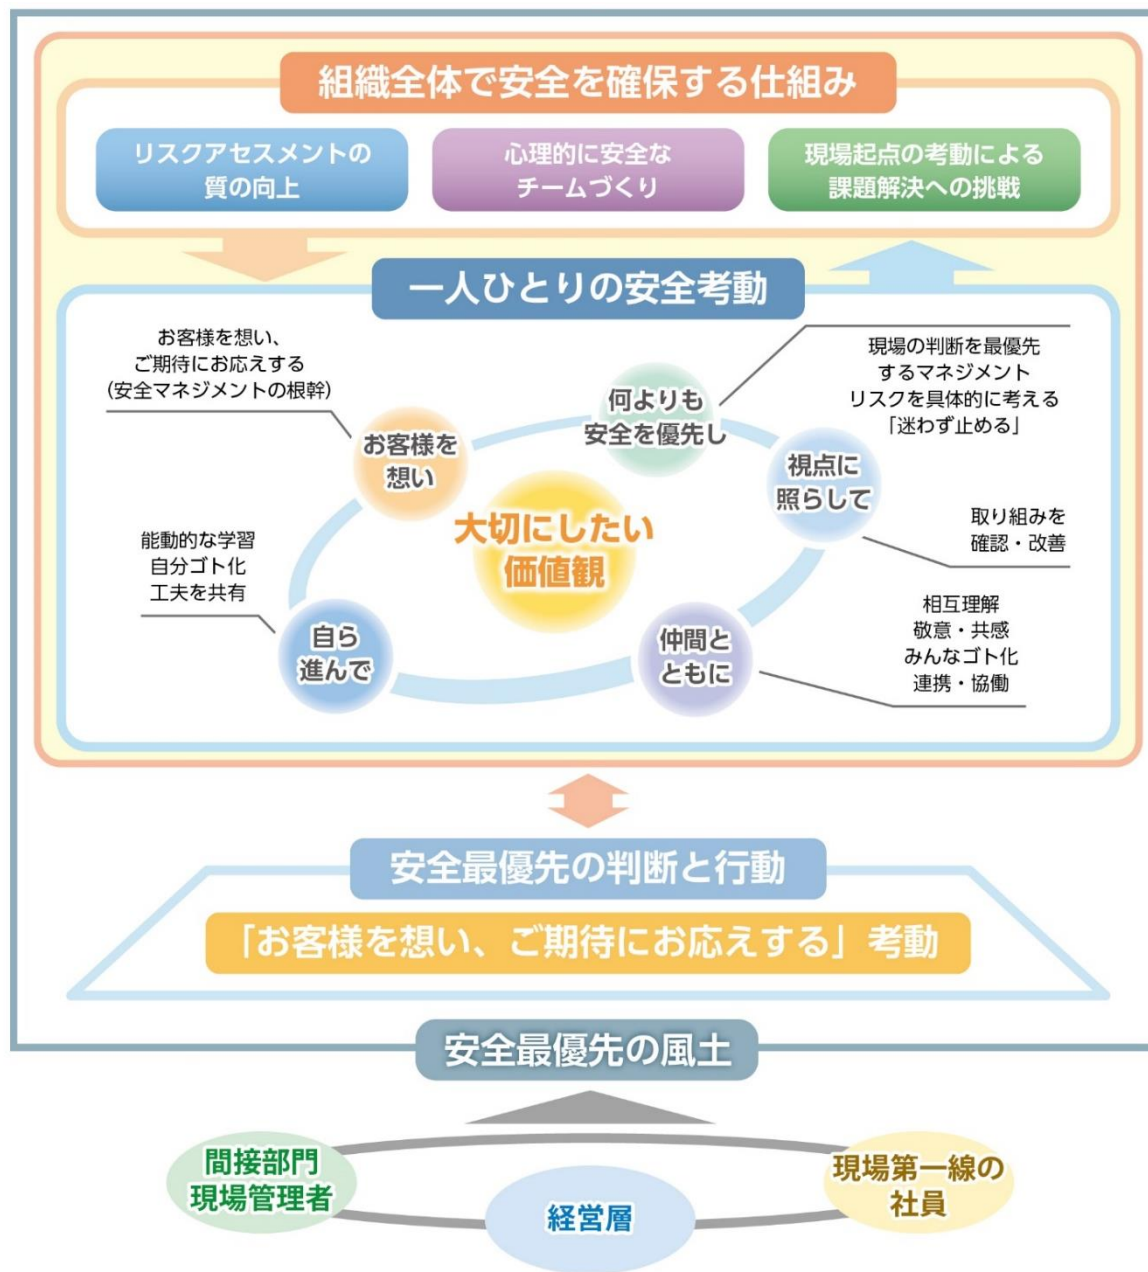 組織全体で安全を確保する仕組み
リスクアセスメントの
質の向上
心理的に安全な
チームづくり
現場起点の考動による
課題解決への挑戦
一人ひとりの安全考動
お客様を想い、
ご期待にお応えする
(安全マネジメントの根幹)
現場の判断を最優先
するマネジメント
リスクを具体的に考える
「迷わず止める」
お客様を
想い
何よりも
安全を優先し
視点に
照らして
大切にしたい
価値観
取り組みを
確認・改善
能動的な学習
自分ゴト化
工夫を共有
自ら
進んで
仲間と
ともに
相互理解
敬意・共感
みんなゴト化
連携・協働
安全最優先の判断と行動
「お客様を想い、ご期待にお応えする」考動
安全最優先の風土
間接部門
現場管理者
経営層
現場第一線の
社員